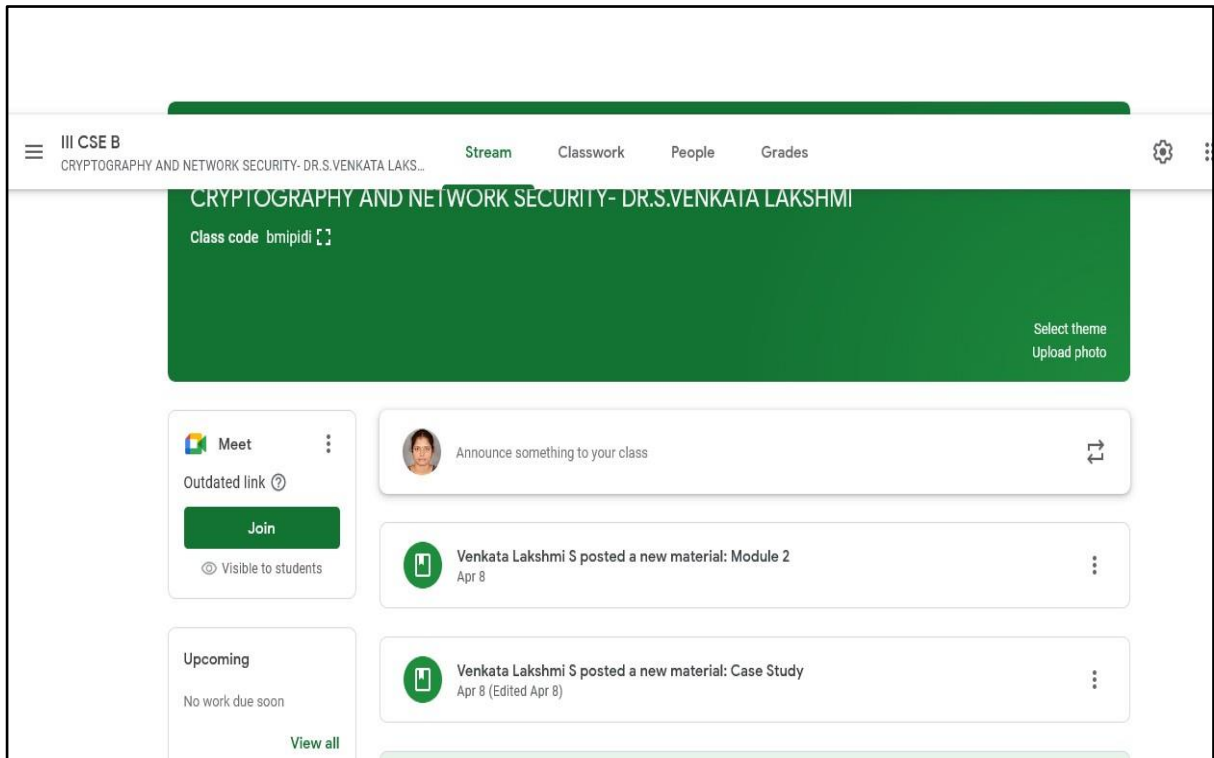 III CSE B
CRYPTOGRAPHY AND NETWORK SECURITY- DR.S.VENKATA LAKS...
Stream Classwork People Grades
CRYPTOGRAPHY AND NETWORK SECURITY- DR.S.VENKATA LAKSHMI
Class code bmipidi
Select theme
Upload photo
Meet
Outdated link
Join
Visible to students
Announce something to your class
Venkata Lakshmi S posted a new material: Module 2
Apr 8
Upcoming
No work due soon
View all
Venkata Lakshmi S posted a new material: Case Study
Apr 8 (Edited Apr 8)